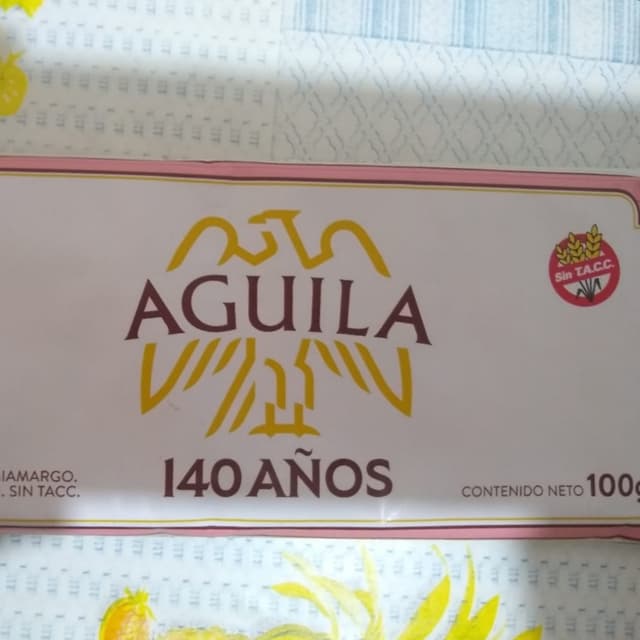 AGUILA
Sin T.A.C.C.
140 AÑOS
IAMARGO.
. SIN TACC.
CONTENIDO NETO 100g